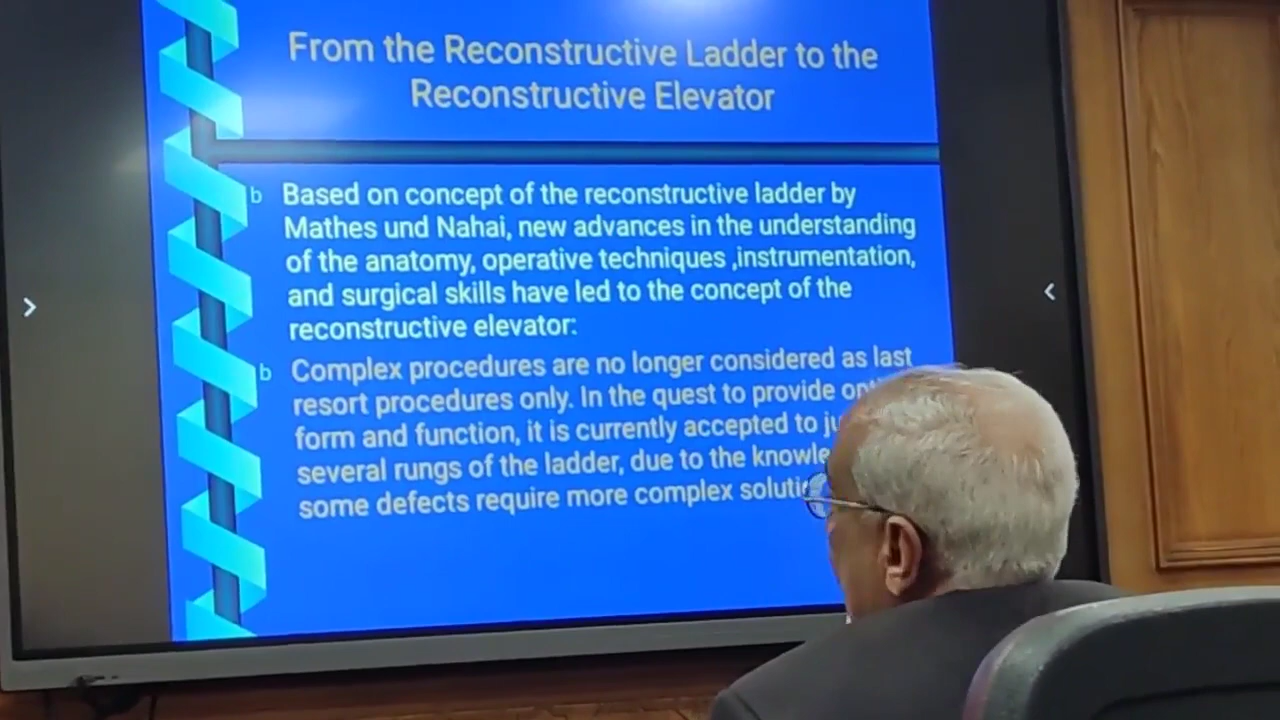 From the Reconstructive Ladder to the
Reconstructive Elevator
b Based on concept of the reconstructive ladder by
Mathes und Nahai, new advances in the understanding
of the anatomy, operative techniques ,instrumentation,
and surgical skills have led to the concept of the
reconstructive elevator:
b Complex procedures are no longer considered as last
resort procedures only. In the quest to provide
form and function, it is currently accepted to
several rungs of the ladder, due to the
some defects require more complex